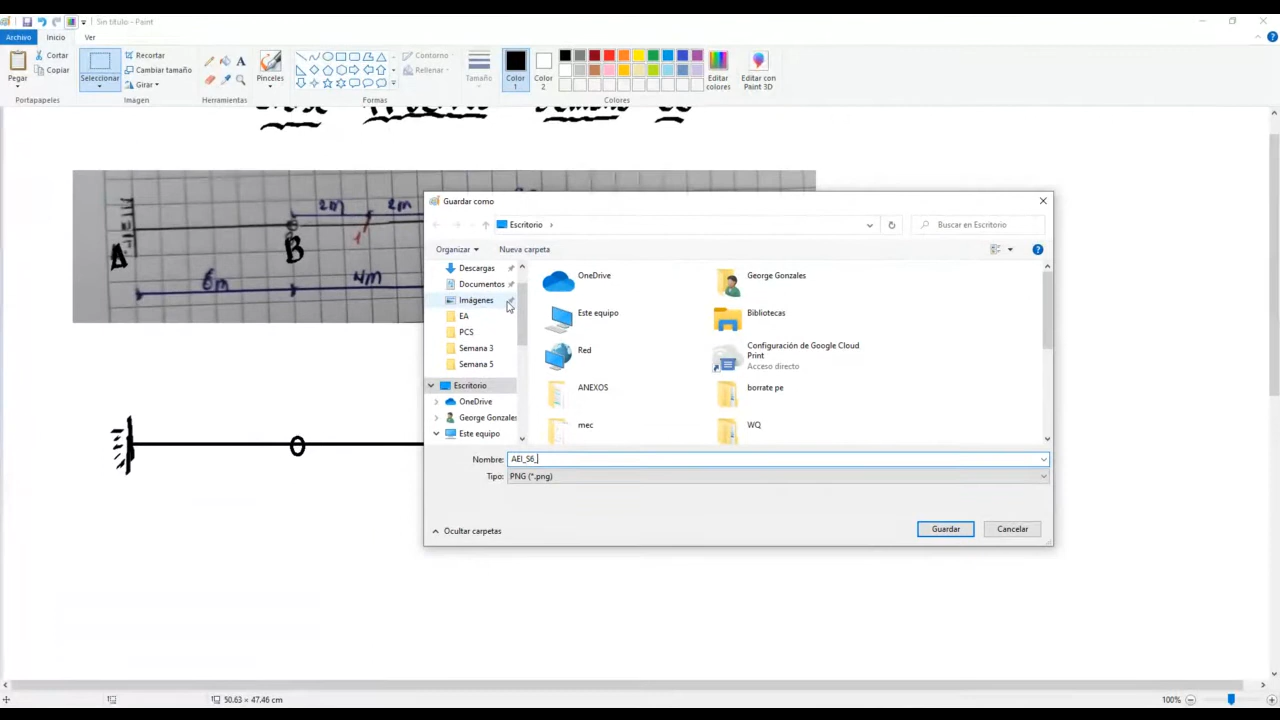 Sin título - Paint
Archivo Inicio Ver
Pegar
Cortar
Copiar
Portapapeles
Seleccionar
Recortar
Cambiar tamaño
Girar
Imagen
A
Herramientas
Pinceles
Contorno
Rellenar
Formas
Tamaño
Color 1
Color 2
Editar colores
Colores
Editar con Paint 3D
2m 2m
1
A B
6m 4m
Guardar como
Escritorio
Buscar en Escritorio
Organizar Nueva carpeta
Descargas
Documentos
Imágenes
EA
PCS
Semana 3
Semana 5
Escritorio
OneDrive
George Gonzales
Este equipo
OneDrive
George Gonzales
Este equipo
Bibliotecas
Red
Configuración de Google Cloud Print
Acceso directo
ANEXOS
borrate pe
mec
WQ
Nombre: AEI_S6_
Tipo: PNG (*.png)
Ocultar carpetas
Guardar Cancelar
50.63 × 47.46 cm
100%